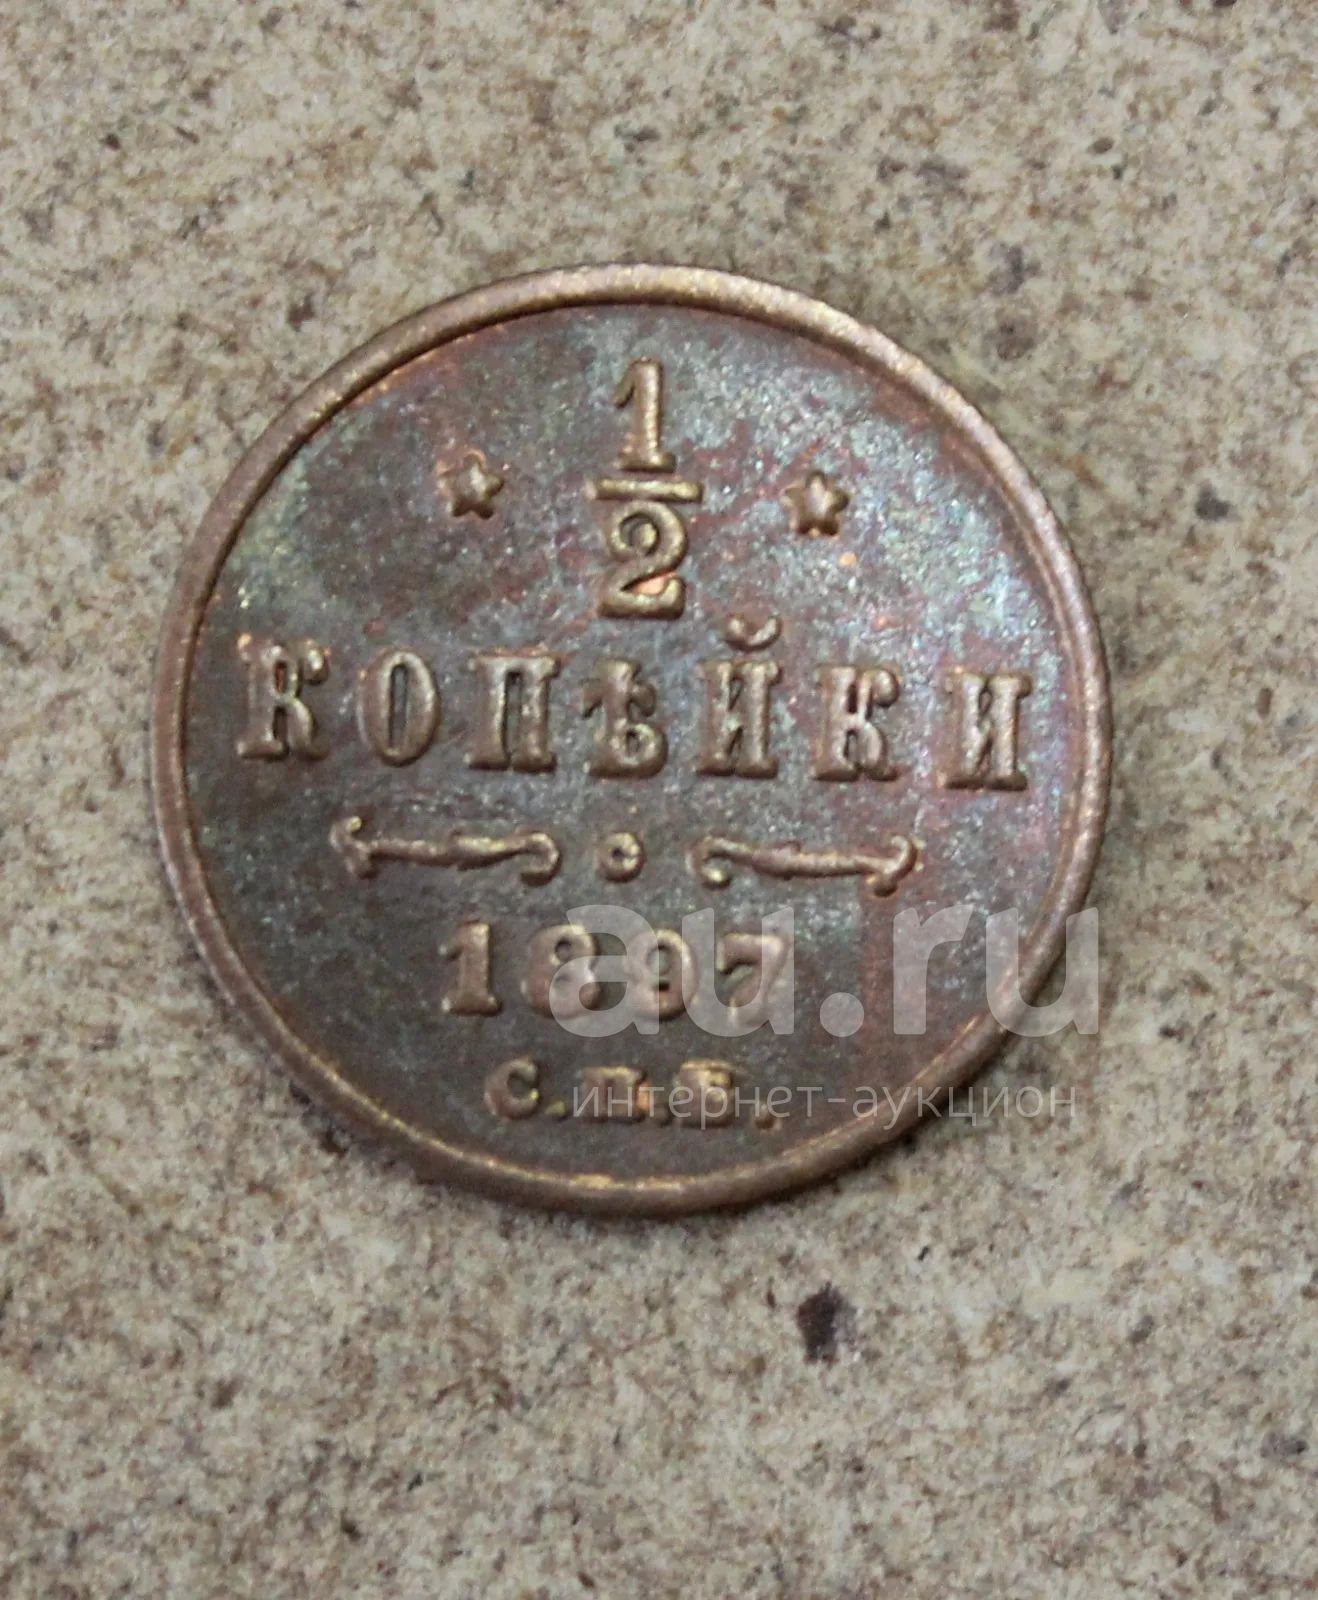 1
2
КОПѢЙКИ
1897
С.П.Б.
au.ru
интернет-аукцион